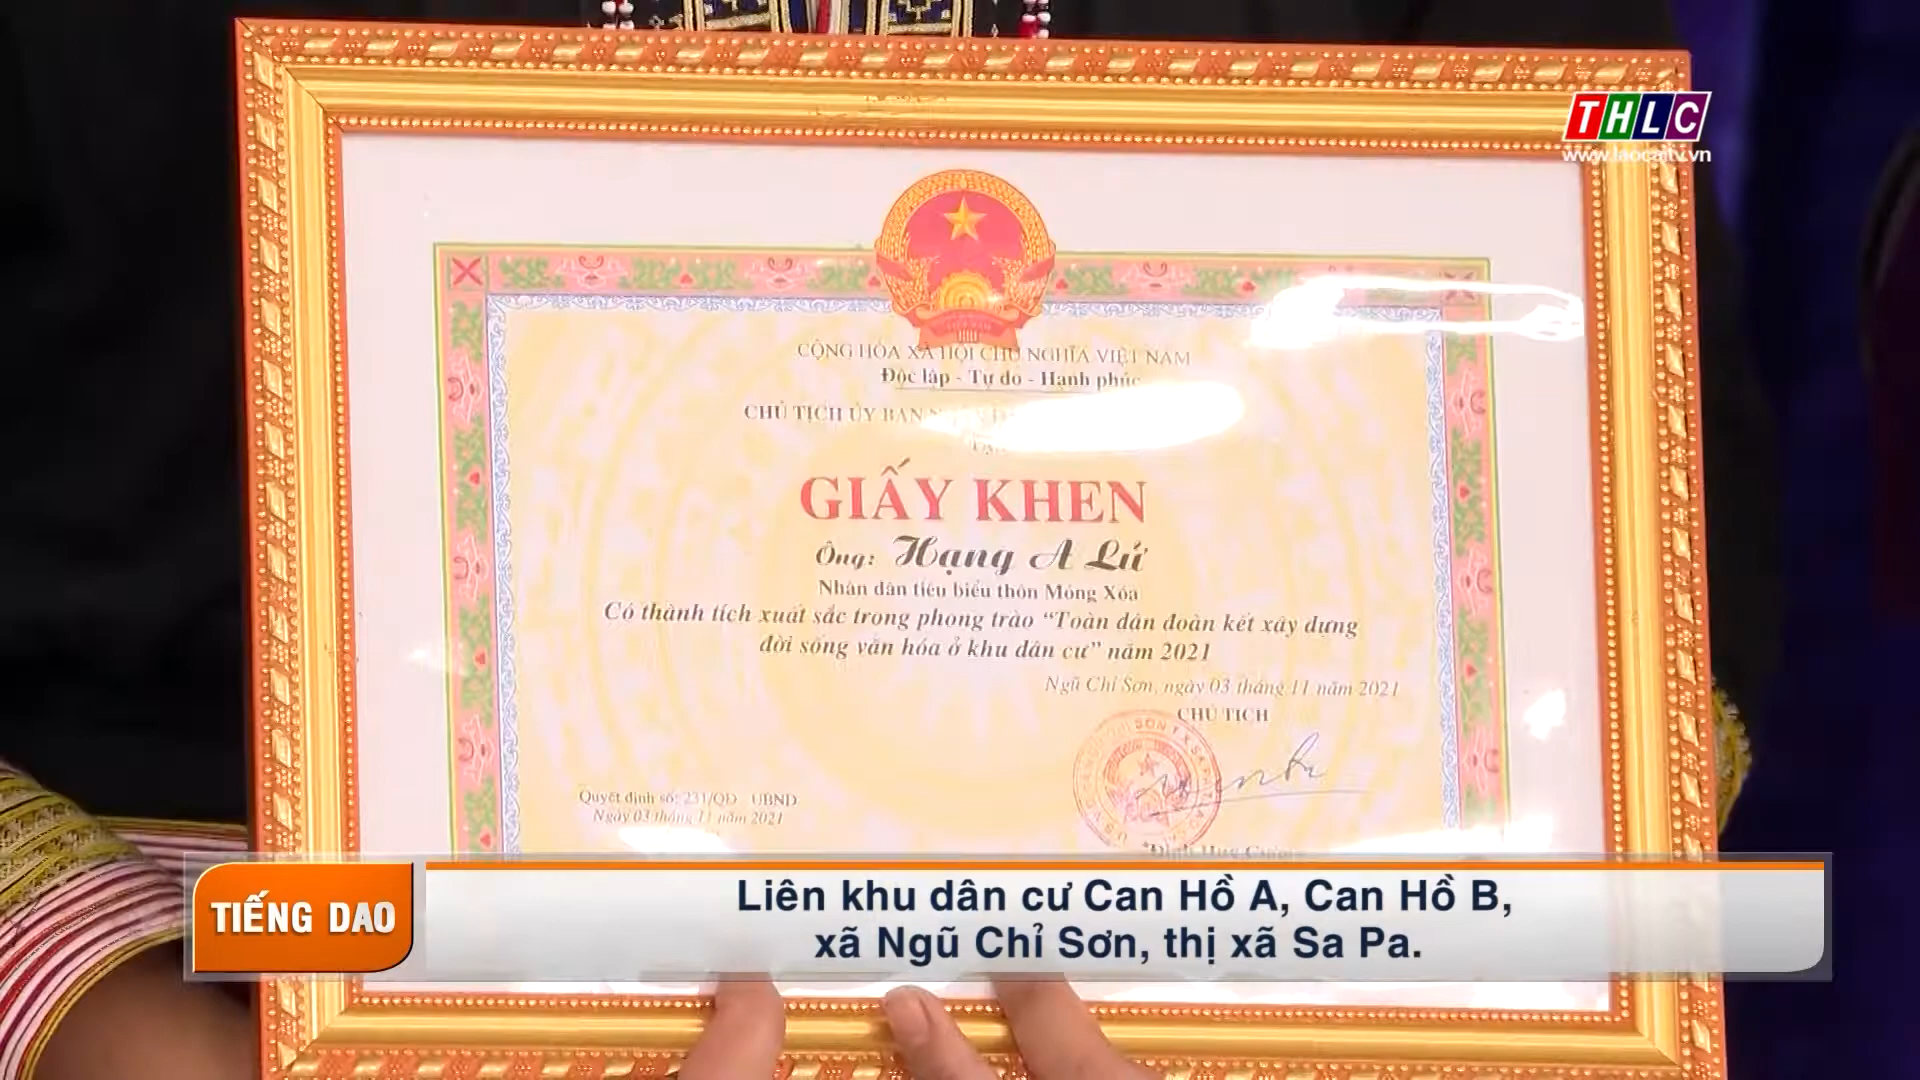 THLC
www.laocaitv.vn
CỘNG HÒA XÃ HỘI CHỦ NGHĨA VIỆT NAM
Độc lập - Tự do - Hạnh phúc
CHỦ TỊCH ỦY BAN
GIẤY KHEN
Ông: Hạng A Lử
Nhân dân tiêu biểu thôn Móng Xóa
Có thành tích xuất sắc trong phong trào “Toàn dân đoàn kết xây dựng
đời sống văn hóa ở khu dân cư” năm 2021
Ngũ Chỉ Sơn, ngày 03 tháng 11 năm 2021
CHỦ TỊCH
Quyết định số: 231/QĐ - UBND
Ngày 03 tháng 11 năm 2021
TIẾNG DAO
Liên khu dân cư Can Hồ A, Can Hồ B,
xã Ngũ Chỉ Sơn, thị xã Sa Pa.